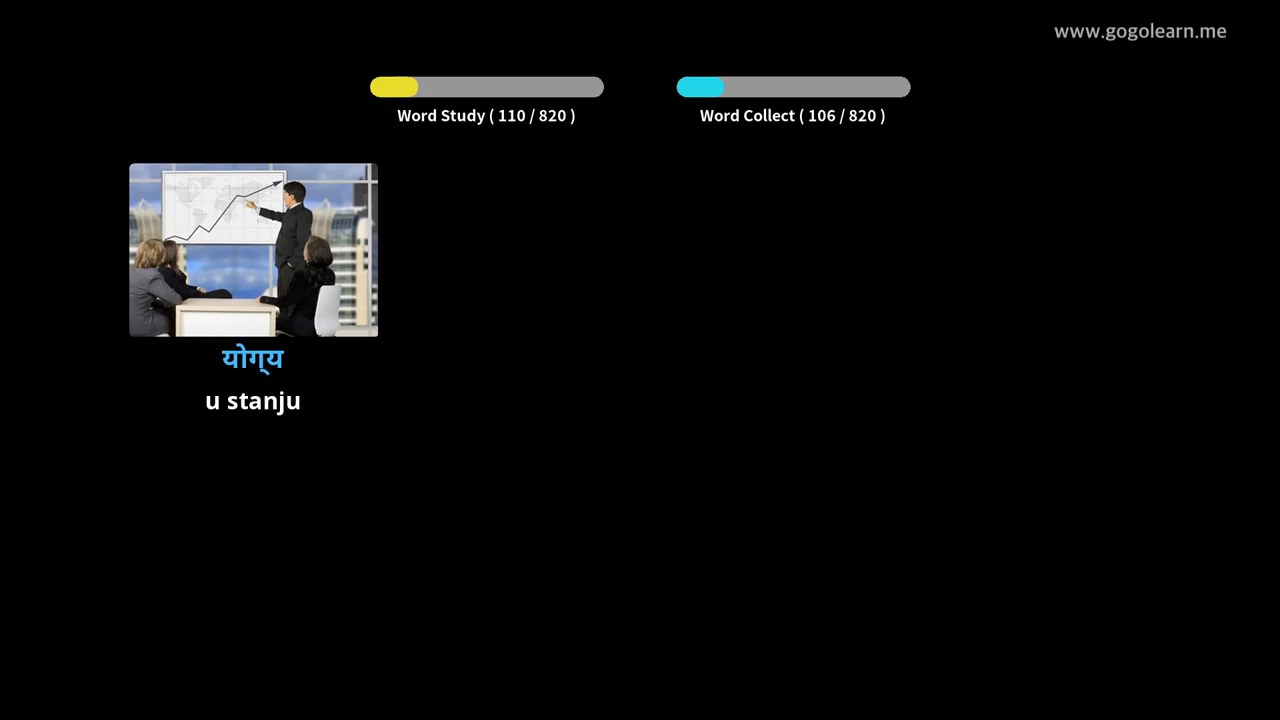 www.gogolearn.me
Word Study ( 110 / 820 )
Word Collect ( 106 / 820 )
योग्य
u stanju